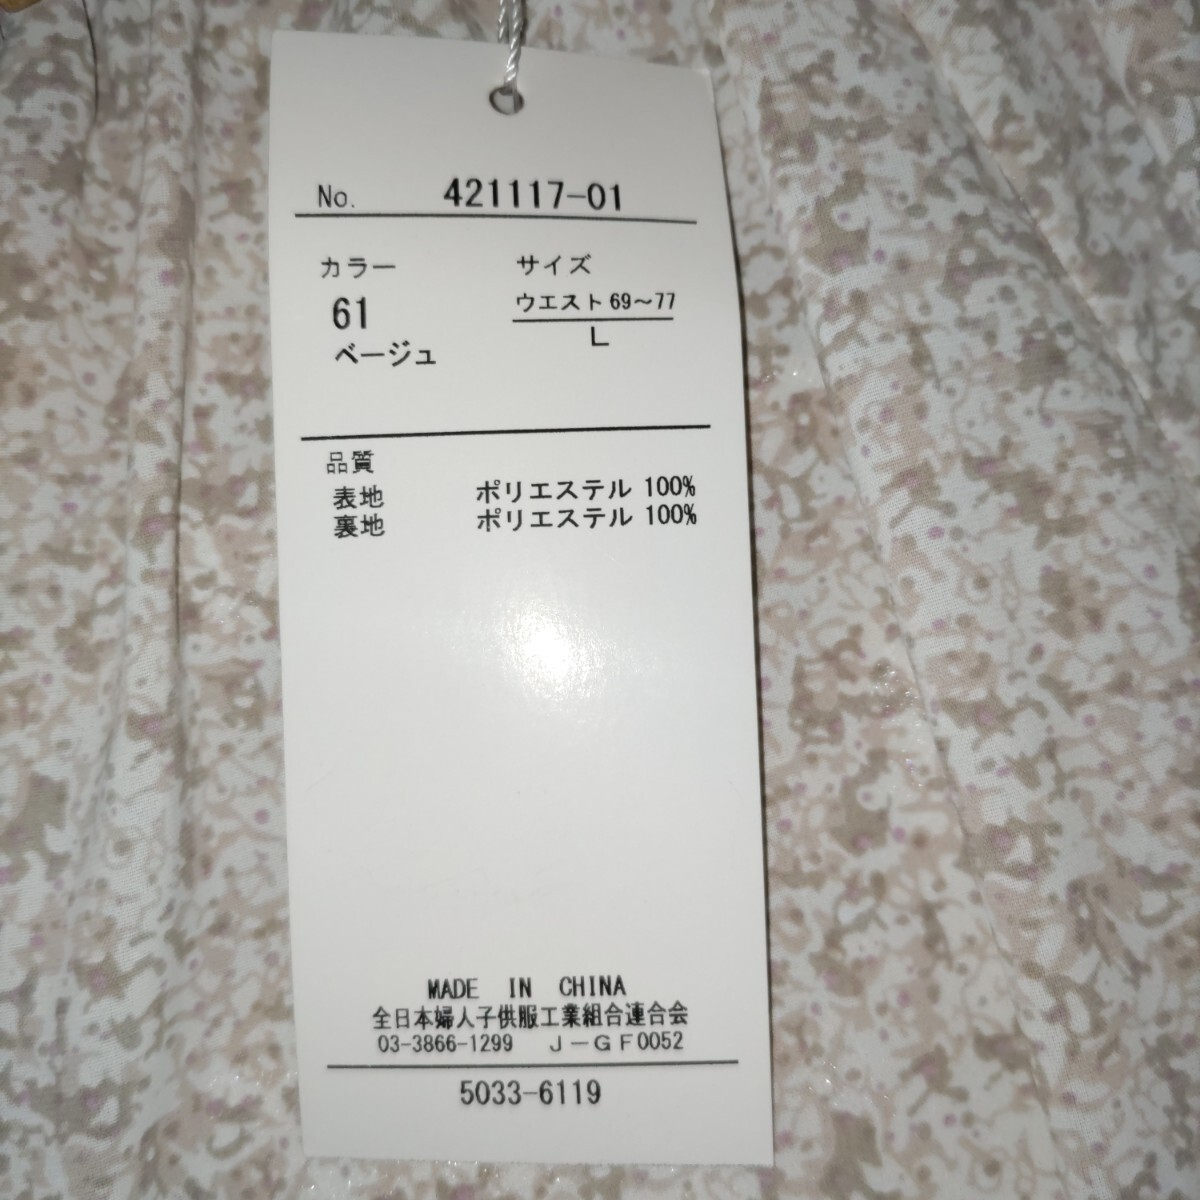 No. 421117-01
カラー サイズ
61 ウエスト 69〜77
ベージュ L
品質
表地 ポリエステル 100%
裏地 ポリエステル 100%
MADE IN CHINA
全日本婦人子供服工業組合連合会
03-3866-1299 J－GF0052
5033-6119